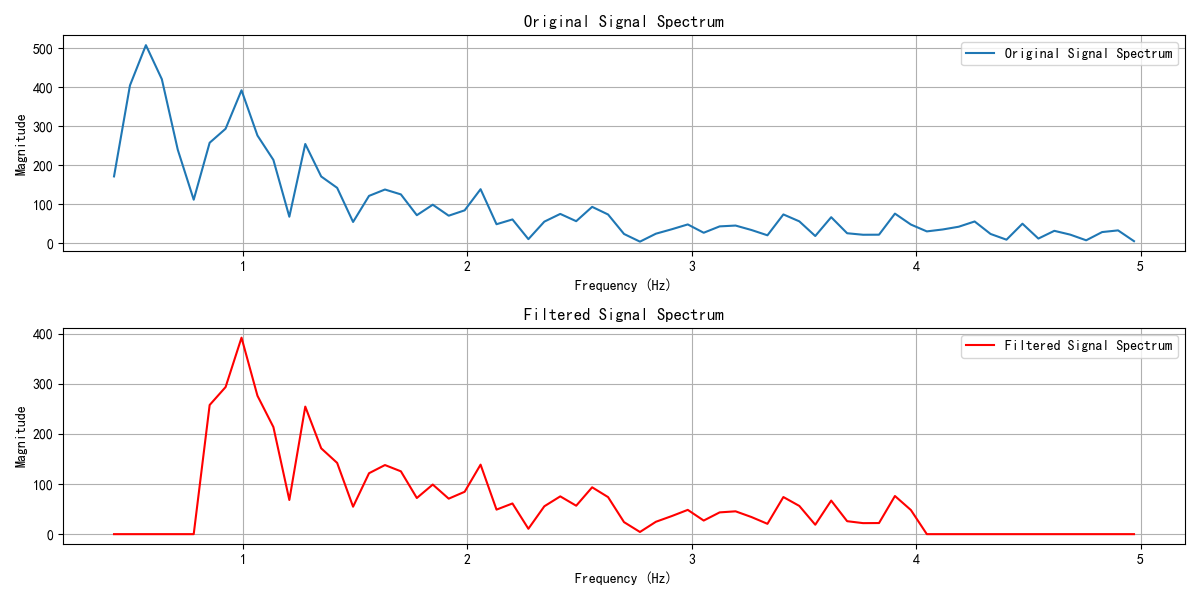 Original Signal Spectrum
Original Signal Spectrum
Magnitude
500
400
300
200
100
0
1 2 3 4 5
Frequency (Hz)
Filtered Signal Spectrum
Filtered Signal Spectrum
Magnitude
400
300
200
100
0
1 2 3 4 5
Frequency (Hz)